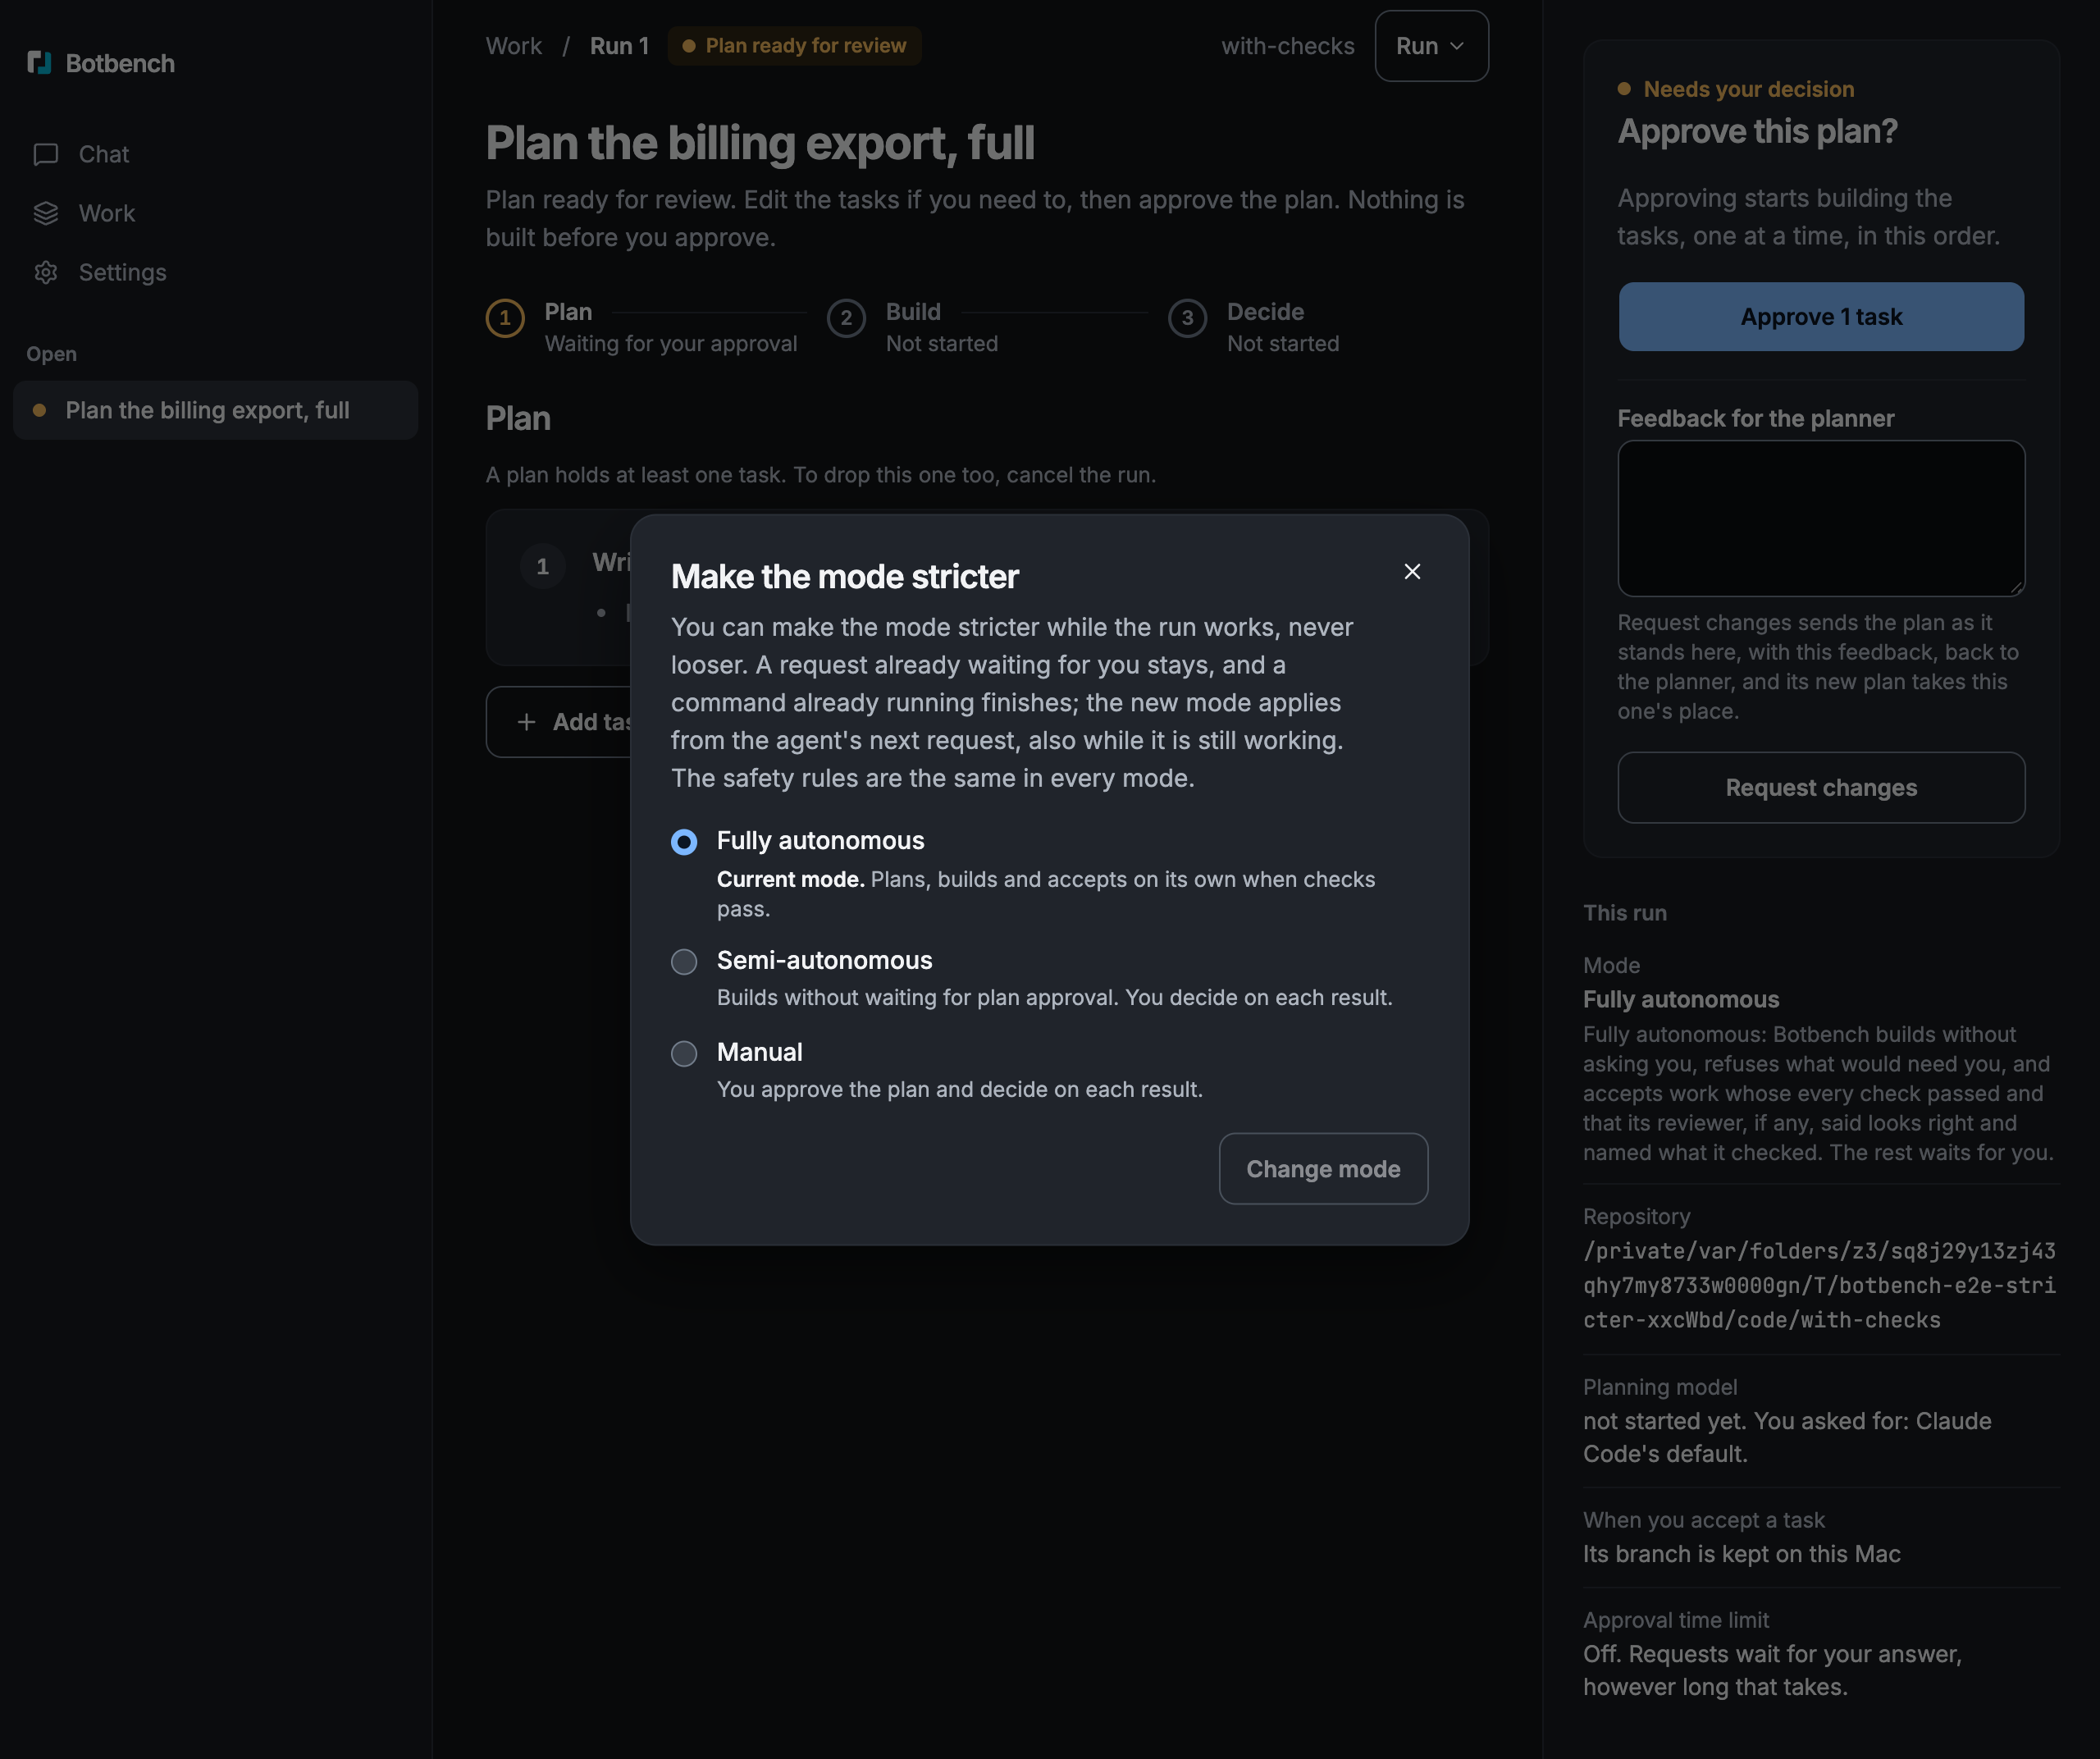 Botbench
Chat
Work
Settings
Open
Plan the billing export, full
Work / Run 1 Plan ready for review
with-checks Run
Plan the billing export, full
Plan ready for review. Edit the tasks if you need to, then approve the plan. Nothing is
built before you approve.
1 Plan
Waiting for your approval
2 Build
Not started
3 Decide
Not started
Plan
A plan holds at least one task. To drop this one too, cancel the run.
1
Add
Make the mode stricter
You can make the mode stricter while the run works, never
looser. A request already waiting for you stays, and a
command already running finishes; the new mode applies
from the agent's next request, also while it is still working.
The safety rules are the same in every mode.
Fully autonomous
Current mode. Plans, builds and accepts on its own when checks
pass.
Semi-autonomous
Builds without waiting for plan approval. You decide on each result.
Manual
You approve the plan and decide on each result.
Change mode
Needs your decision
Approve this plan?
Approving starts building the
tasks, one at a time, in this order.
Approve 1 task
Feedback for the planner
Request changes sends the plan as it
stands here, with this feedback, back to
the planner, and its new plan takes this
one's place.
Request changes
This run
Mode
Fully autonomous
Fully autonomous: Botbench builds without
asking you, refuses what would need you, and
accepts work whose every check passed and
that its reviewer, if any, said looks right and
named what it checked. The rest waits for you.
Repository
/private/var/folders/z3/sq8j29y13zj43
qhy7my8733w0000gn/T/botbench-e2e-stri
cter-xxcWbd/code/with-checks
Planning model
not started yet. You asked for: Claude
Code's default.
When you accept a task
Its branch is kept on this Mac
Approval time limit
Off. Requests wait for your answer,
however long that takes.